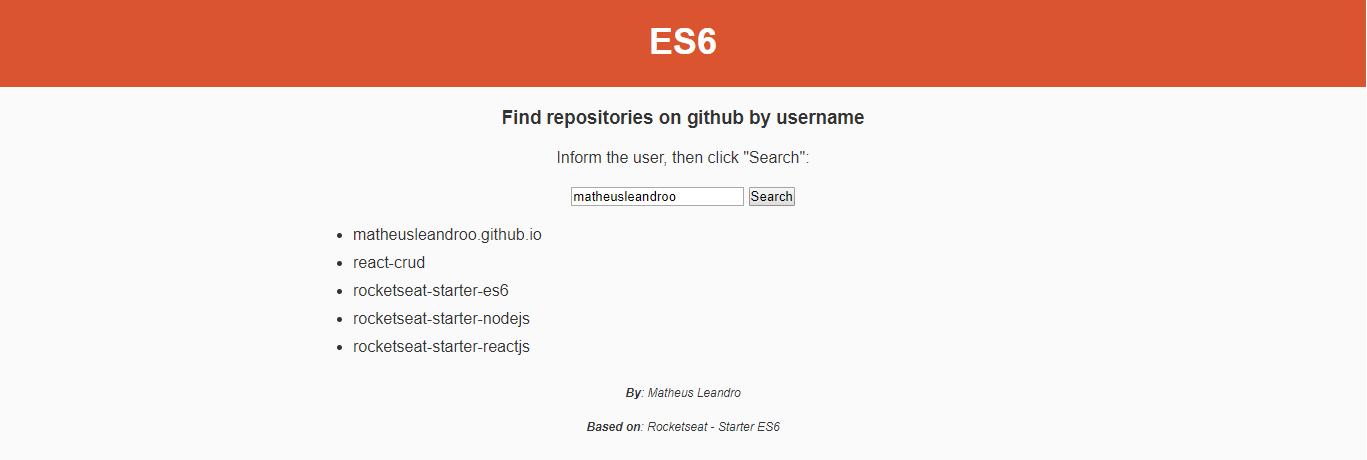 ES6
Find repositories on github by username
Inform the user, then click "Search":
matheusleandroo Search
matheusleandroo.github.io
react-crud
rocketseat-starter-es6
rocketseat-starter-nodejs
rocketseat-starter-reactjs
By: Matheus Leandro
Based on: Rocketseat - Starter ES6